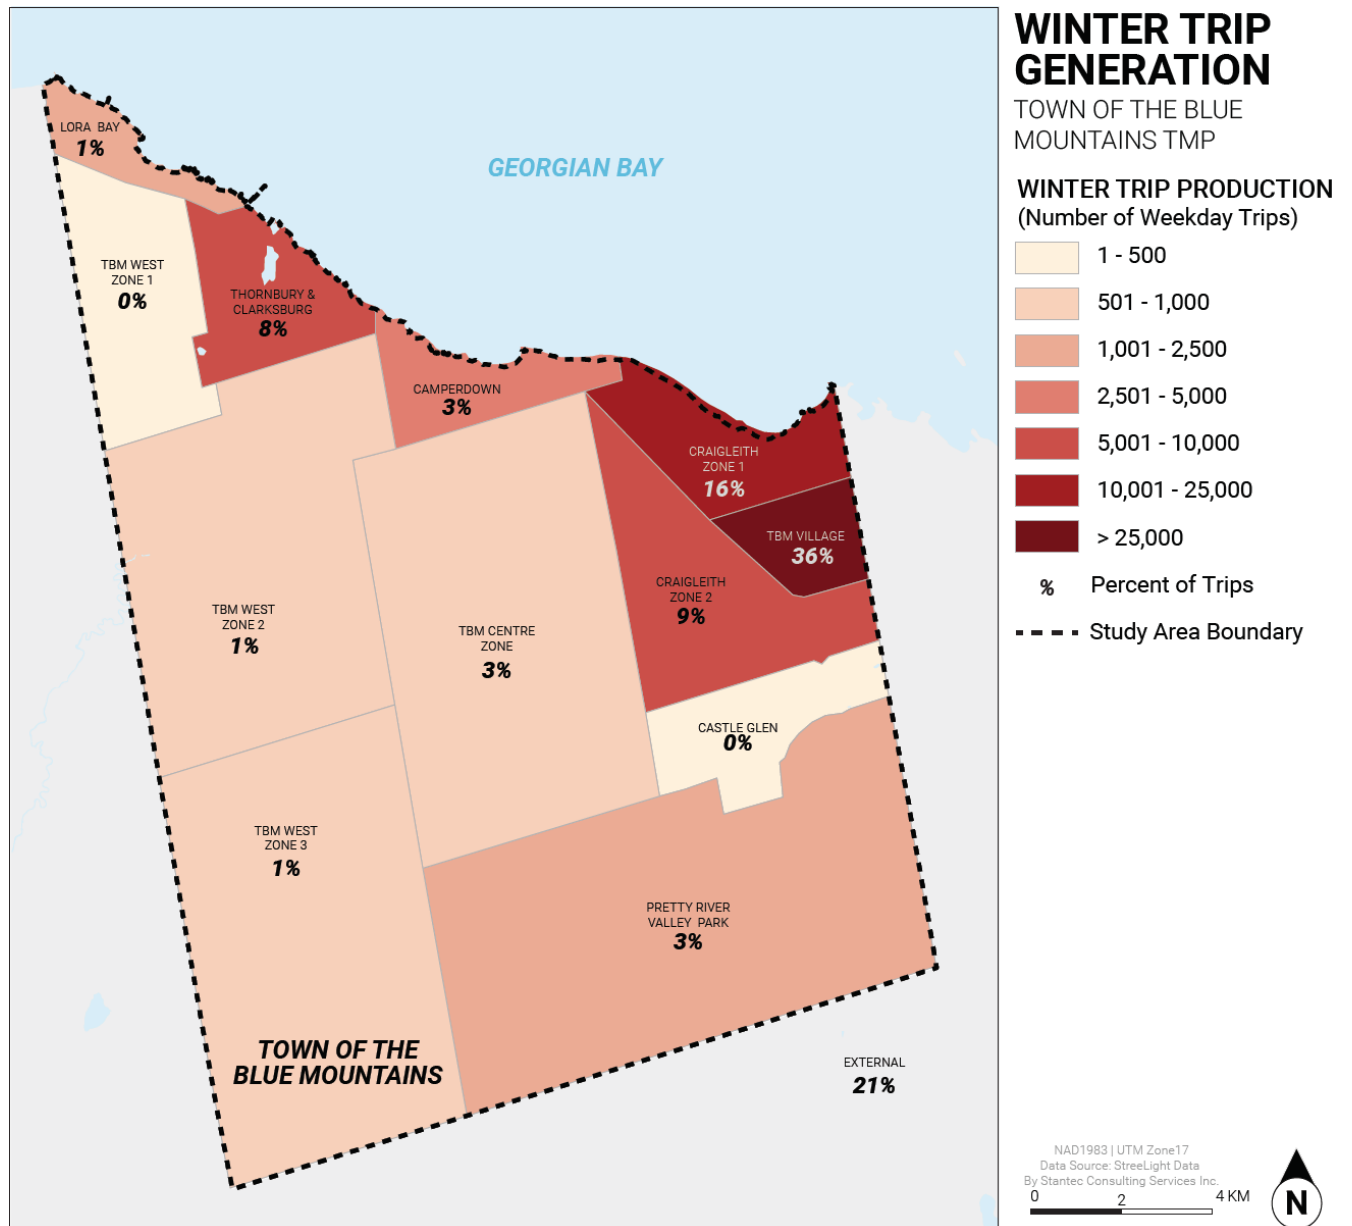 WINTER TRIP
GENERATION
TOWN OF THE BLUE
MOUNTAINS TMP
WINTER TRIP PRODUCTION
(Number of Weekday Trips)
1 - 500
501 - 1,000
1,001 - 2,500
2,501 - 5,000
5,001 - 10,000
10,001 - 25,000
> 25,000
% Percent of Trips
Study Area Boundary
GEORGIAN BAY
LORA BAY
1%
TBM WEST
ZONE 1
0%
THORNBURY &
CLARKSBURG
8%
CAMPERDOWN
3%
CRAIGLEITH
ZONE 1
16%
TBM VILLAGE
36%
CRAIGLEITH
ZONE 2
9%
TBM WEST
ZONE 2
1%
TBM CENTRE
ZONE
3%
CASTLE GLEN
0%
TBM WEST
ZONE 3
1%
PRETTY RIVER
VALLEY PARK
3%
TOWN OF THE
BLUE MOUNTAINS
EXTERNAL
21%
NAD1983 | UTM Zone17
Data Source: StreeLight Data
By Stantec Consulting Services Inc.
0 2 4 KM
N